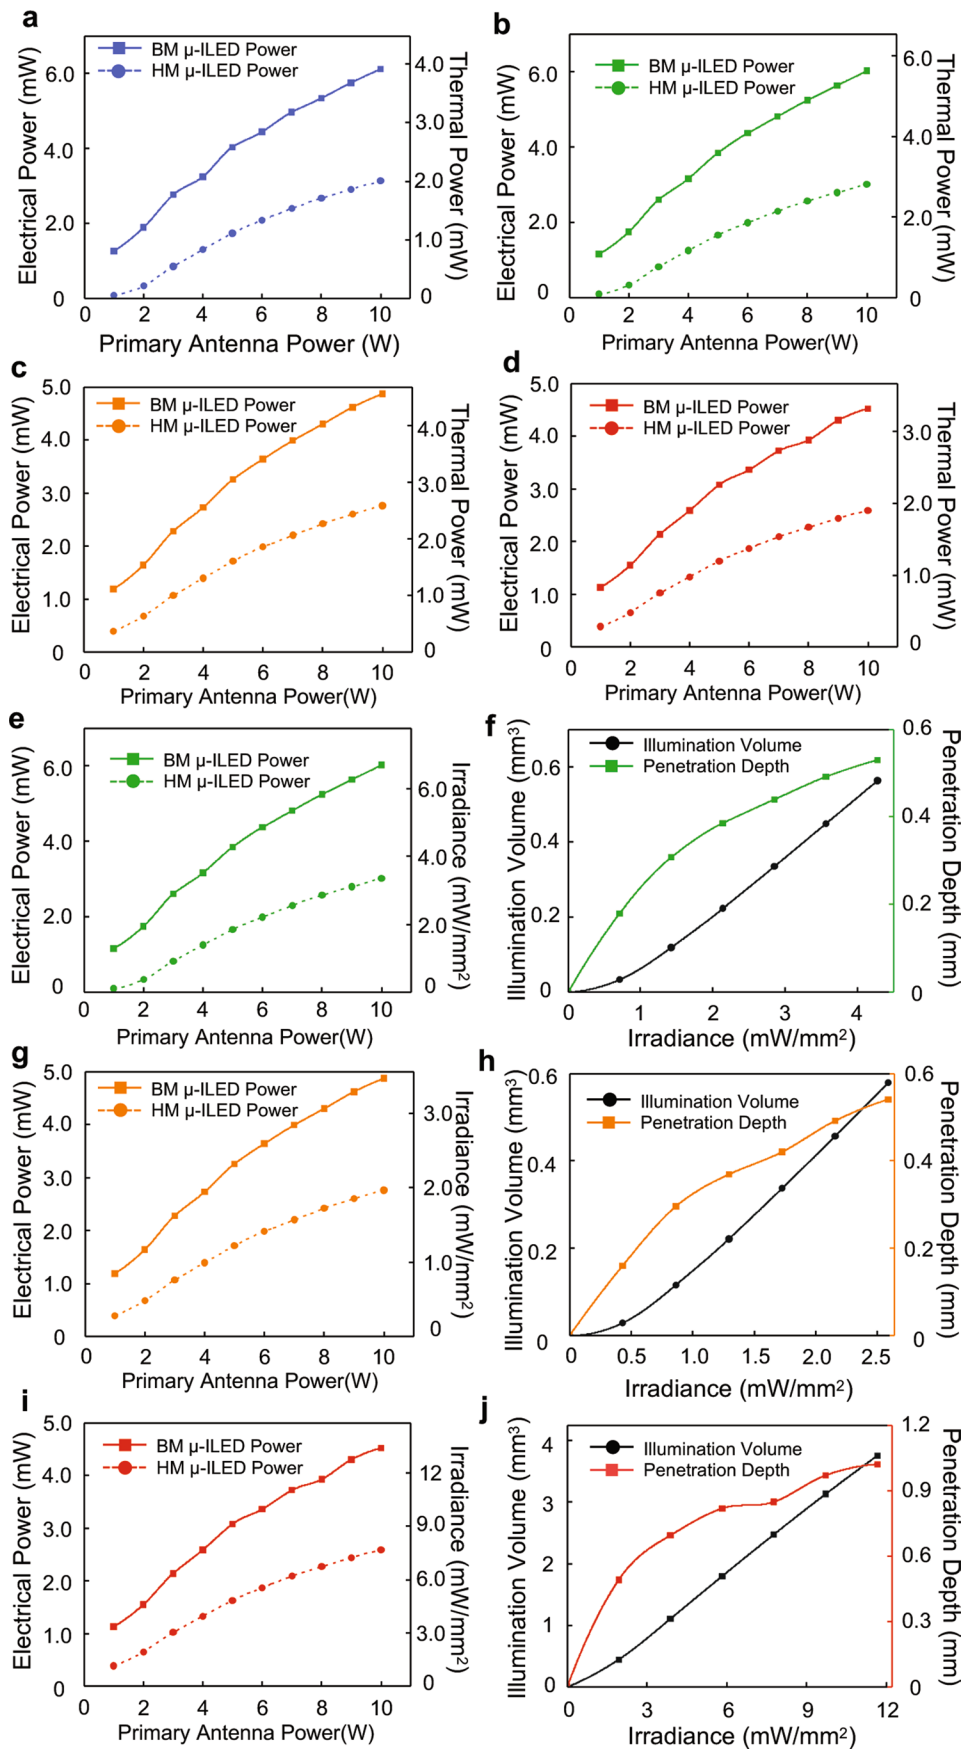 a
BM µ-ILED Power
HM µ-ILED Power
Electrical Power (mW)
6.0
4.0
2.0
0
Thermal Power (mW)
4.0
3.0
2.0
1.0
0
0 2 4 6 8 10
Primary Antenna Power (W)
b
BM µ-ILED Power
HM µ-ILED Power
Electrical Power (mW)
6.0
4.0
2.0
0
Thermal Power (mW)
6.0
4.0
2.0
0
0 2 4 6 8 10
Primary Antenna Power(W)
c
BM µ-ILED Power
HM µ-ILED Power
Electrical Power (mW)
5.0
4.0
3.0
2.0
1.0
0
Thermal Power (mW)
4.0
3.0
2.0
1.0
0
0 2 4 6 8 10
Primary Antenna Power(W)
d
BM µ-ILED Power
HM µ-ILED Power
Electrical Power (mW)
5.0
4.0
3.0
2.0
1.0
0
Thermal Power (mW)
3.0
2.0
1.0
0
0 2 4 6 8 10
Primary Antenna Power(W)
e
BM µ-ILED Power
HM µ-ILED Power
Electrical Power (mW)
6.0
4.0
2.0
0
Irradiance (mW/mm²)
6.0
4.0
2.0
0
0 2 4 6 8 10
Primary Antenna Power(W)
f
Illumination Volume
Penetration Depth
Illumination Volume (mm³)
0.6
0.4
0.2
0
Penetration Depth (mm)
0.6
0.4
0.2
0
0 1 2 3 4
Irradiance (mW/mm²)
g
BM µ-ILED Power
HM µ-ILED Power
Electrical Power (mW)
5.0
4.0
3.0
2.0
1.0
0
Irradiance (mW/mm²)
3.0
2.0
1.0
0
0 2 4 6 8 10
Primary Antenna Power(W)
h
Illumination Volume
Penetration Depth
Illumination Volume (mm³)
0.6
0.4
0.2
0
Penetration Depth (mm)
0.6
0.4
0.2
0
0 0.5 1.0 1.5 2.0 2.5
Irradiance (mW/mm²)
i
BM µ-ILED Power
HM µ-ILED Power
Electrical Power (mW)
5.0
4.0
3.0
2.0
1.0
0
Irradiance (mW/mm²)
12
9.0
6.0
3.0
0
0 2 4 6 8 10
Primary Antenna Power(W)
j
Illumination Volume
Penetration Depth
Illumination Volume (mm³)
4
3
2
1
0
Penetration Depth (mm)
1.2
0.9
0.6
0.3
0
0 3 6 9 12
Irradiance (mW/mm²)